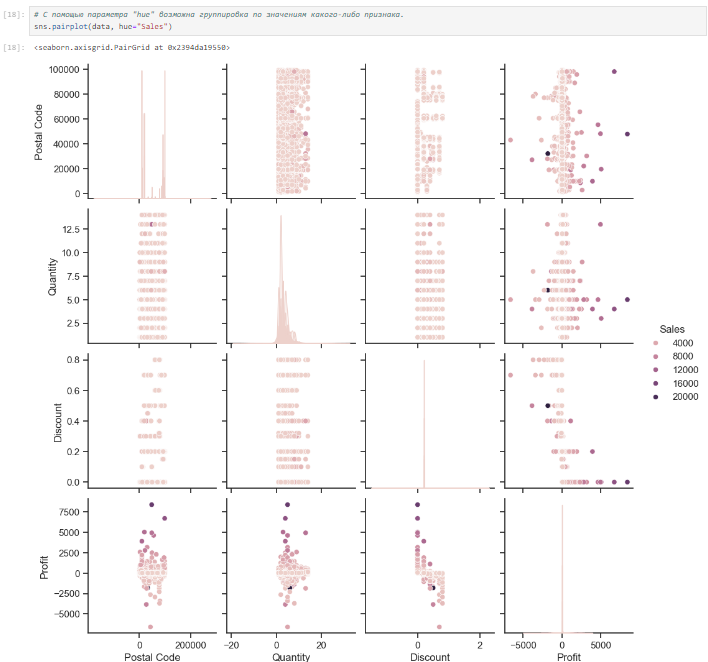 [18]: # С помощью параметра "hue" возможна группировка по значениям какого-либо признака.
sns.pairplot(data, hue="Sales")
[18]: <seaborn.axisgrid.PairGrid at 0x2394da19550>
100000
80000
60000
40000
20000
0
Postal Code
12.5
10.0
7.5
5.0
2.5
Quantity
0.8
0.6
0.4
0.2
0.0
Discount
Sales
4000
8000
12000
16000
20000
7500
5000
2500
0
−2500
−5000
Profit
0 200000
Postal Code
−20 0 20
Quantity
0 2
Discount
−5000 0 5000
Profit